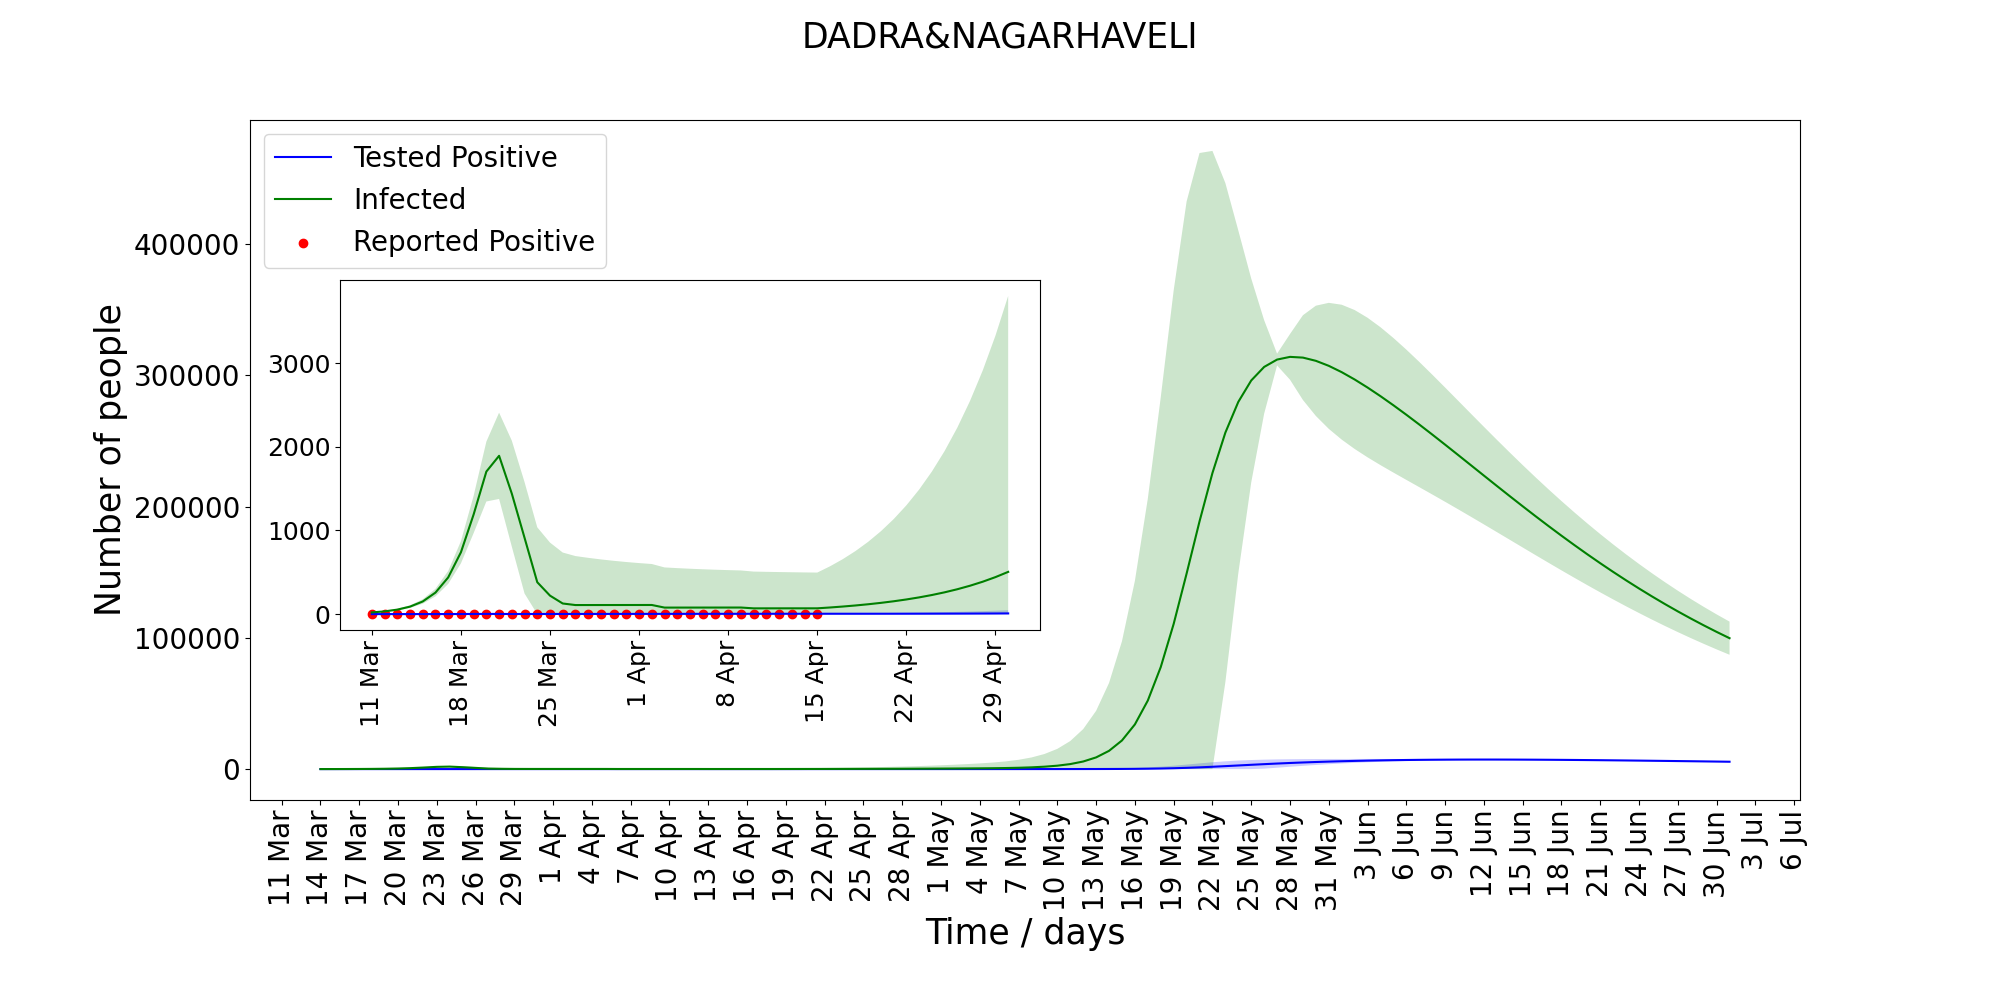 DADRA&NAGARHAVELI
Tested Positive
Infected
Reported Positive
Number of people
400000
300000
200000
100000
0
3000
2000
1000
0
11 Mar
18 Mar
25 Mar
1 Apr
8 Apr
15 Apr
22 Apr
29 Apr
11 Mar
14 Mar
17 Mar
20 Mar
23 Mar
26 Mar
29 Mar
1 Apr
4 Apr
7 Apr
10 Apr
13 Apr
16 Apr
19 Apr
22 Apr
25 Apr
28 Apr
1 May
4 May
7 May
10 May
13 May
16 May
19 May
22 May
25 May
28 May
31 May
3 Jun
6 Jun
9 Jun
12 Jun
15 Jun
18 Jun
21 Jun
24 Jun
27 Jun
30 Jun
3 Jul
6 Jul
Time / days